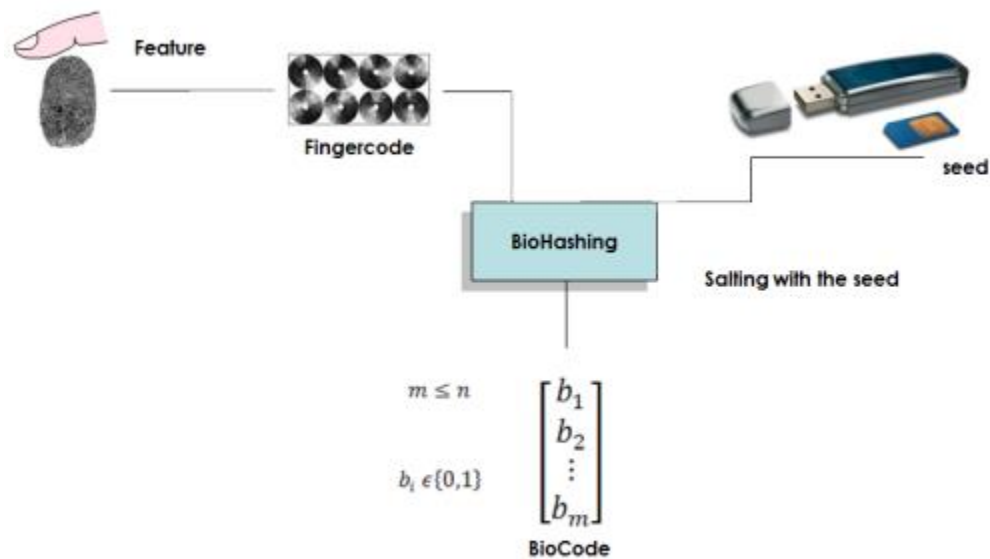 Feature
Fingercode
seed
BioHashing
Salting with the seed
m ≤ n
b_i ϵ{0,1}
[b_1
b_2
⋮
b_m]
BioCode